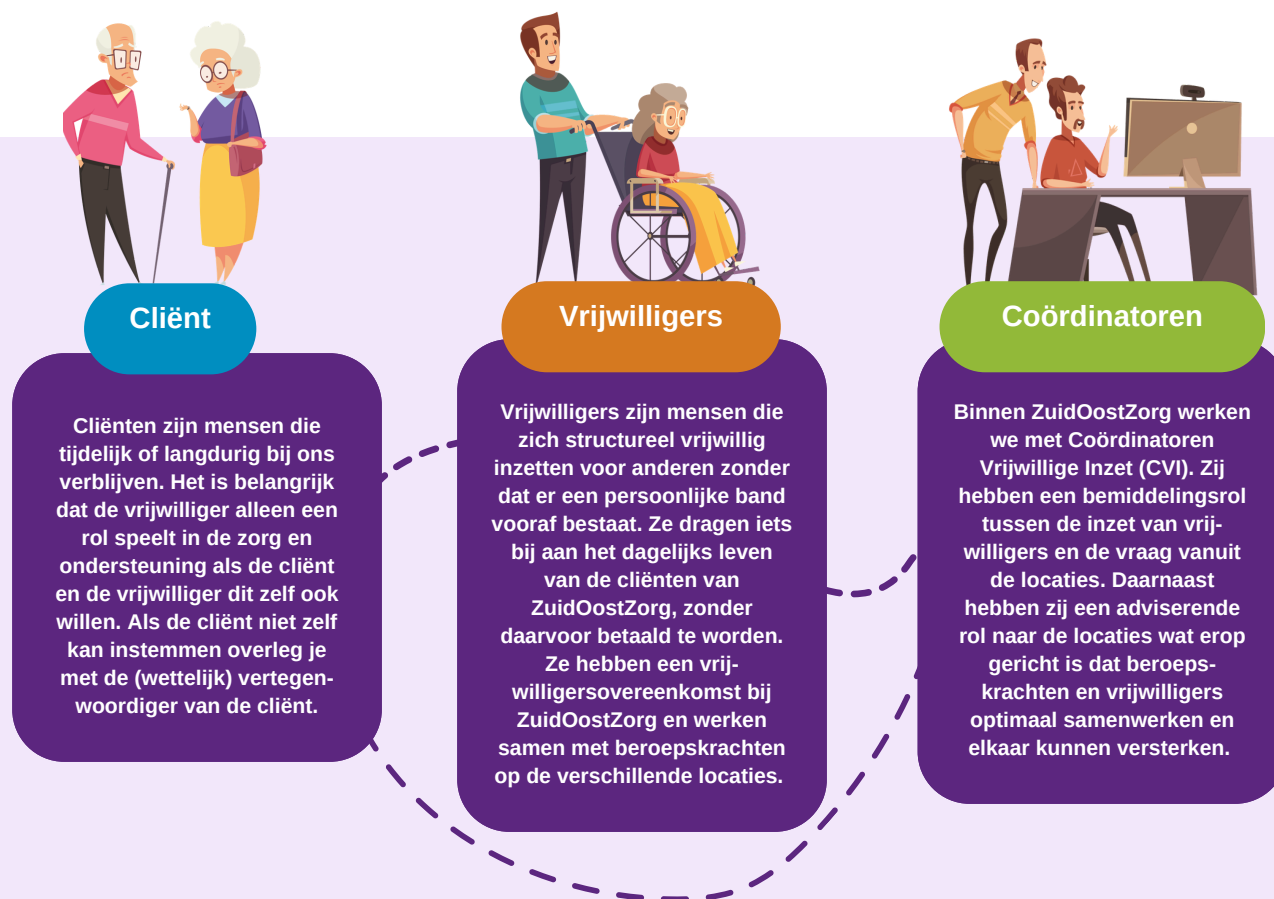 Cliënt
Cliënten zijn mensen die
tijdelijk of langdurig bij ons
verblijven. Het is belangrijk
dat de vrijwilliger alleen een
rol speelt in de zorg en
ondersteuning als de cliënt
en de vrijwilliger dit zelf ook
willen. Als de cliënt niet zelf
kan instemmen overleg je
met de (wettelijk) vertegen-
woordiger van de cliënt.
Vrijwilligers
Vrijwilligers zijn mensen die
zich structureel vrijwillig
inzetten voor anderen zonder
dat er een persoonlijke band
vooraf bestaat. Ze dragen iets
bij aan het dagelijks leven
van de cliënten van
ZuidOostZorg, zonder
daarvoor betaald te worden.
Ze hebben een vrij-
willigersovereenkomst bij
ZuidOostZorg en werken
samen met beroepskrachten
op de verschillende locaties.
Coördinatoren
Binnen ZuidOostZorg werken
we met Coördinatoren
Vrijwillige Inzet (CVI). Zij
hebben een bemiddelingsrol
tussen de inzet van vrij-
willigers en de vraag vanuit
de locaties. Daarnaast
hebben zij een adviserende
rol naar de locaties wat erop
gericht is dat beroeps-
krachten en vrijwilligers
optimaal samenwerken en
elkaar kunnen versterken.